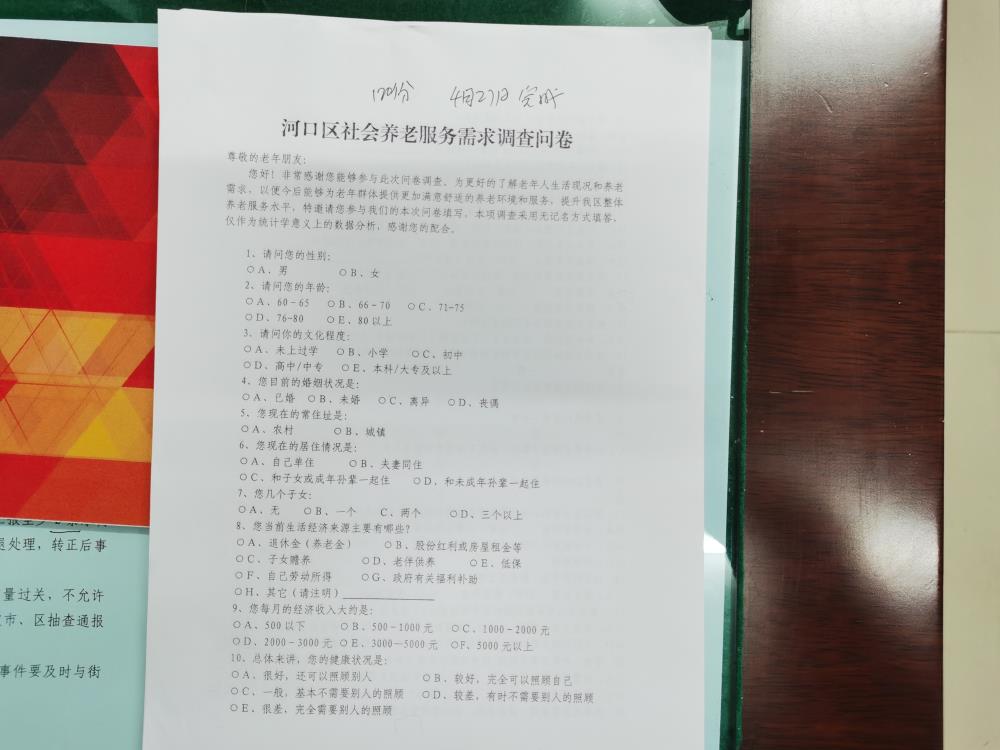 170份 4月27日完成
河口区社会养老服务需求调查问卷
尊敬的老年朋友:
您好！非常感谢您能够参与此次问卷调查。为更好的了解老年人生活现况和养老
需求，以便今后能够为老年群体提供更加满意舒适的养老环境和服务，提升我区整体
养老服务水平，特邀请您参与我们的本次问卷填写。本项调查采用无记名方式填答，
仅作为统计学意义上的数据分析，感谢您的配合。
1、请问您的性别:
○A、男 ○B、女
2、请问您的年龄:
○A、60-65 ○B、66-70 ○C、71-75
○D、76-80 ○E、80以上
3、请问你的文化程度:
○A、未上过学 ○B、小学 ○C、初中
○D、高中/中专 ○E、本科/大专及以上
4、您目前的婚姻状况是:
○A、已婚 ○B、未婚 ○C、离异 ○D、丧偶
5、您现在的常住址是:
○A、农村 ○B、城镇
6、您现在的居住情况是:
○A、自己单住 ○B、夫妻同住
○C、和子女或成年孙辈一起住 ○D、和未成年孙辈一起住
7、您几个子女:
○A、无 ○B、一个 C、两个 ○D、三个以上
8、您当前生活经济来源主要有哪些?
○A、退休金（养老金） ○B、股份红利或房屋租金等
○C、子女赡养 ○D、老伴供养 ○E、低保
○F、自己劳动所得 ○G、政府有关福利补助
○H、其它（请注明）________________
9、您每月的经济收入大约是:
○A、500以下 ○B、500-1000元 ○C、1000-2000元
○D、2000-3000元 ○E、3000—5000元 ○F、5000元以上
10、总体来讲，您的健康状况是:
○A、很好，还可以照顾别人 ○B、较好，完全可以照顾自己
○C、一般，基本不需要别人的照顾 ○D、较差，有时不需要别人的照顾
○E、很差，完全需要别人的照顾
处理，转正后事
量过关，不允许
市、区抽查通报
事件要及时与街